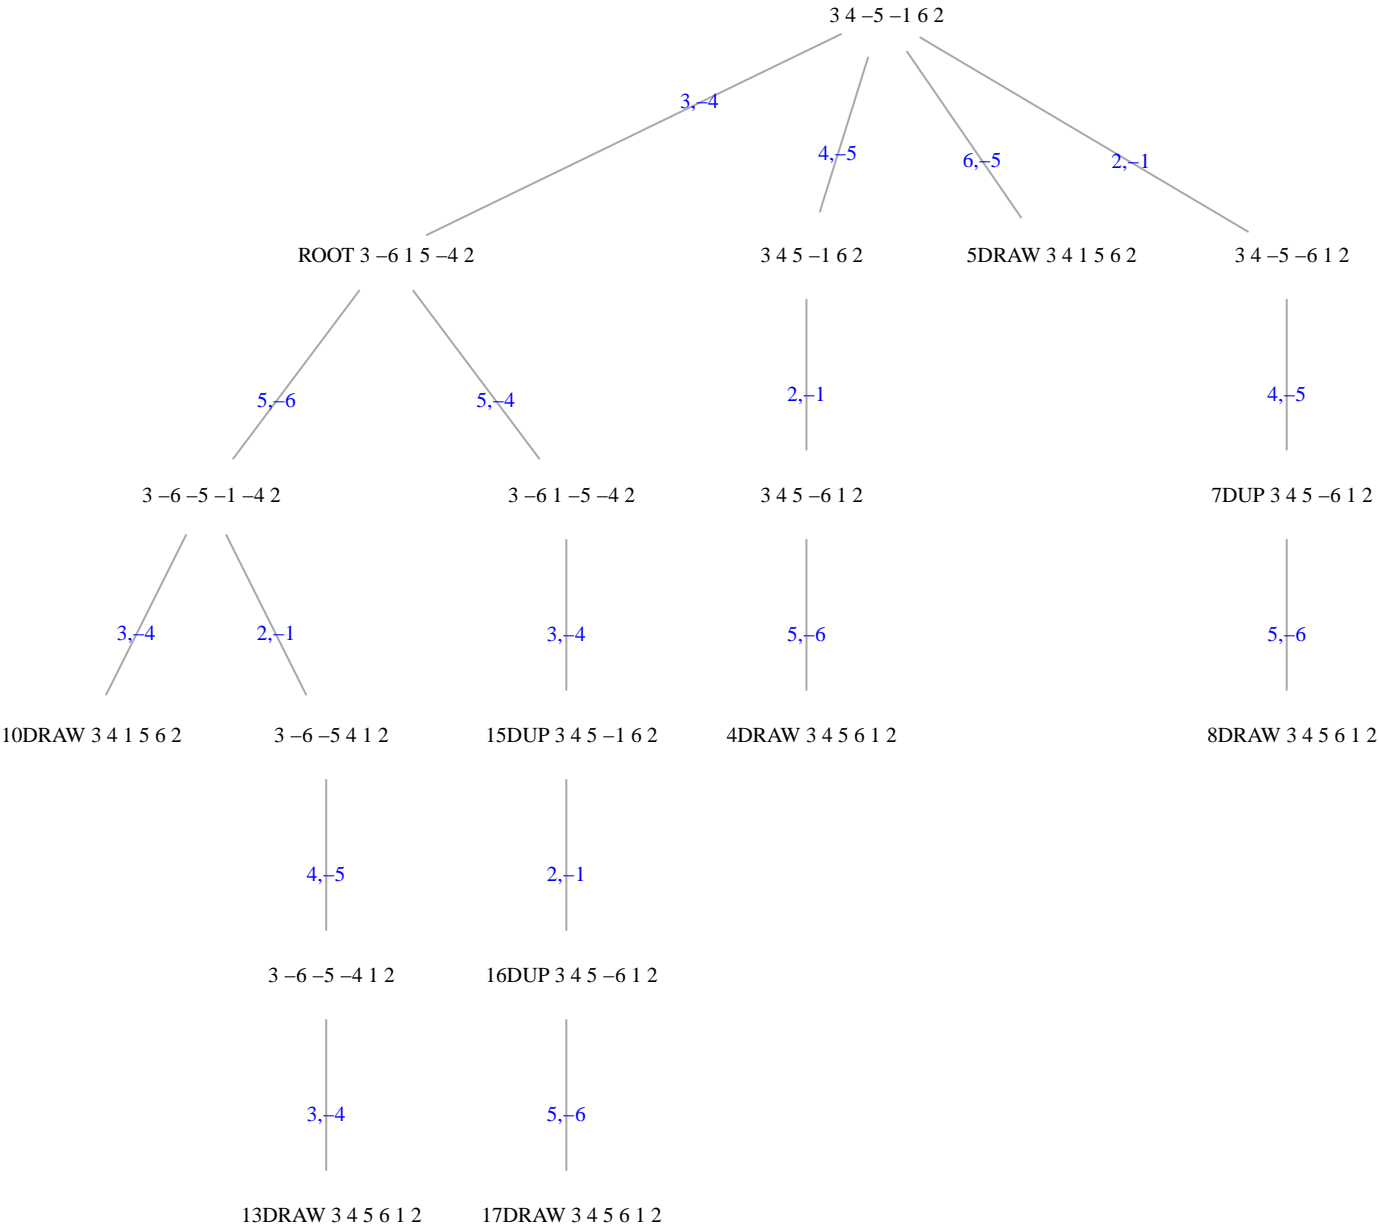 3 4 –5 –1 6 2
3,–4
4,–5
6,–5
2,–1
ROOT 3 –6 1 5 –4 2
3 4 5 –1 6 2
5DRAW 3 4 1 5 6 2
3 4 –5 –6 1 2
5,–6
5,–4
2,–1
4,–5
3 –6 –5 –1 –4 2
3 –6 1 –5 –4 2
3 4 5 –6 1 2
7DUP 3 4 5 –6 1 2
3,–4
2,–1
3,–4
5,–6
5,–6
10DRAW 3 4 1 5 6 2
3 –6 –5 4 1 2
15DUP 3 4 5 –1 6 2
4DRAW 3 4 5 6 1 2
8DRAW 3 4 5 6 1 2
4,–5
2,–1
3 –6 –5 –4 1 2
16DUP 3 4 5 –6 1 2
3,–4
5,–6
13DRAW 3 4 5 6 1 2
17DRAW 3 4 5 6 1 2